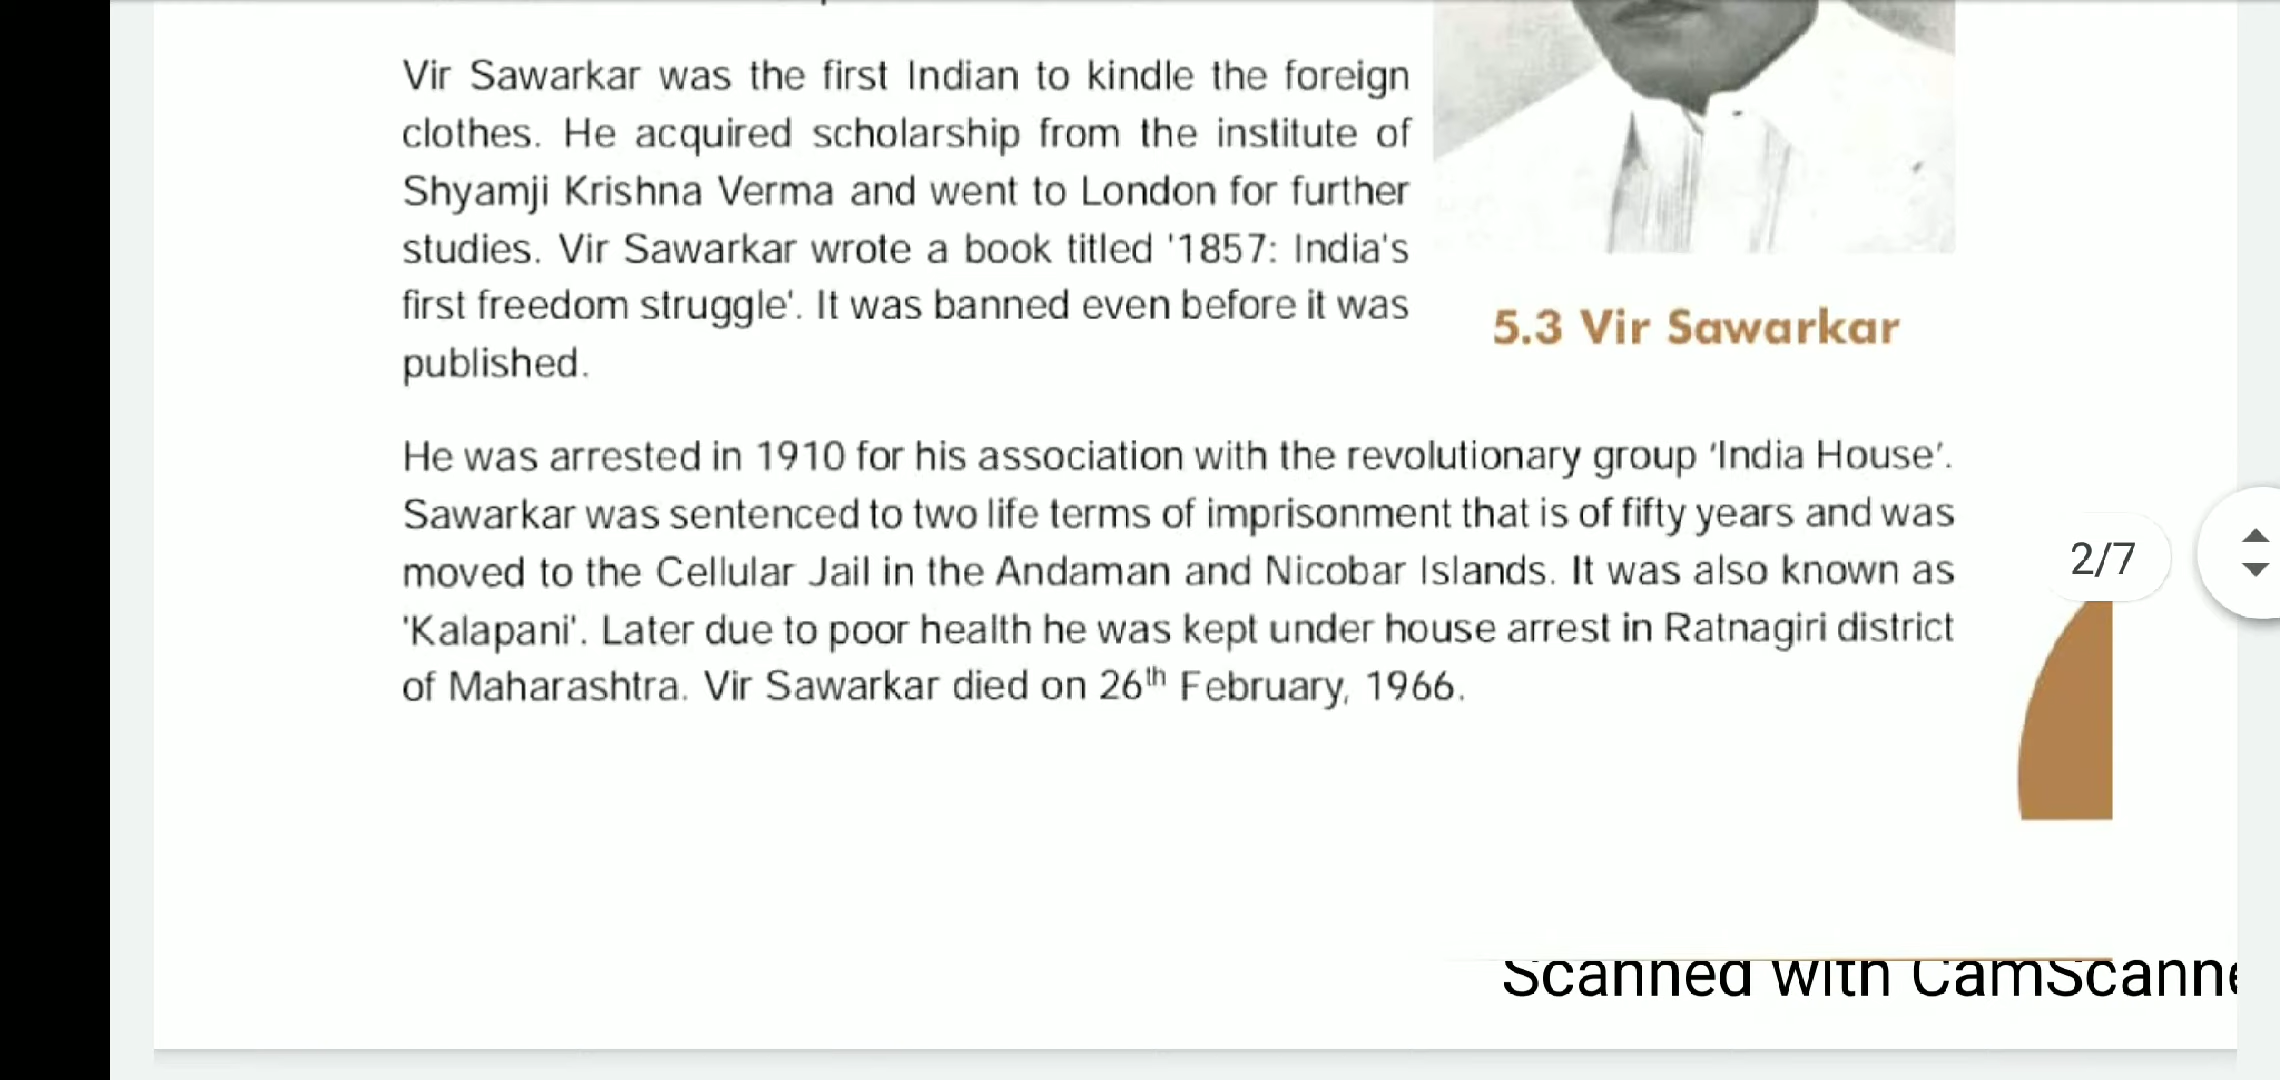 Vir Sawarkar was the first Indian to kindle the foreign
clothes. He acquired scholarship from the institute of
Shyamji Krishna Verma and went to London for further
studies. Vir Sawarkar wrote a book titled '1857: India's
first freedom struggle'. It was banned even before it was
published.
5.3 Vir Sawarkar
He was arrested in 1910 for his association with the revolutionary group ‘India House’.
Sawarkar was sentenced to two life terms of imprisonment that is of fifty years and was
moved to the Cellular Jail in the Andaman and Nicobar Islands. It was also known as
'Kalapani'. Later due to poor health he was kept under house arrest in Ratnagiri district
of Maharashtra. Vir Sawarkar died on 26th February, 1966.
2/7
Scanned with CamScanne